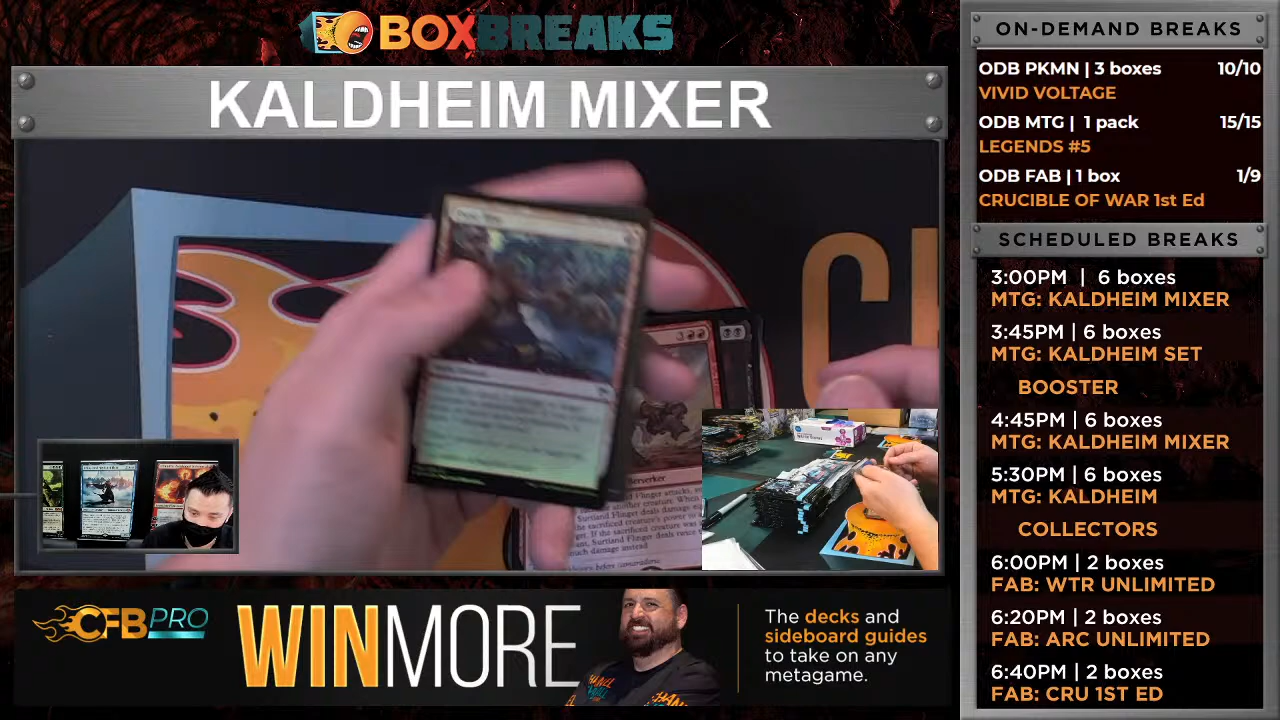 BOXBREAKS
KALDHEIM MIXER
Berserker
CFBPRO
WINMORE
The decks and
sideboard guides
to take on any
metagame.
ON-DEMAND BREAKS
ODB PKMN | 3 boxes 10/10
VIVID VOLTAGE
ODB MTG | 1 pack 15/15
LEGENDS #5
ODB FAB | 1 box 1/9
CRUCIBLE OF WAR 1st Ed
SCHEDULED BREAKS
3:00PM | 6 boxes
MTG: KALDHEIM MIXER
3:45PM | 6 boxes
MTG: KALDHEIM SET
BOOSTER
4:45PM | 6 boxes
MTG: KALDHEIM MIXER
5:30PM | 6 boxes
MTG: KALDHEIM
COLLECTORS
6:00PM | 2 boxes
FAB: WTR UNLIMITED
6:20PM | 2 boxes
FAB: ARC UNLIMITED
6:40PM | 2 boxes
FAB: CRU 1ST ED